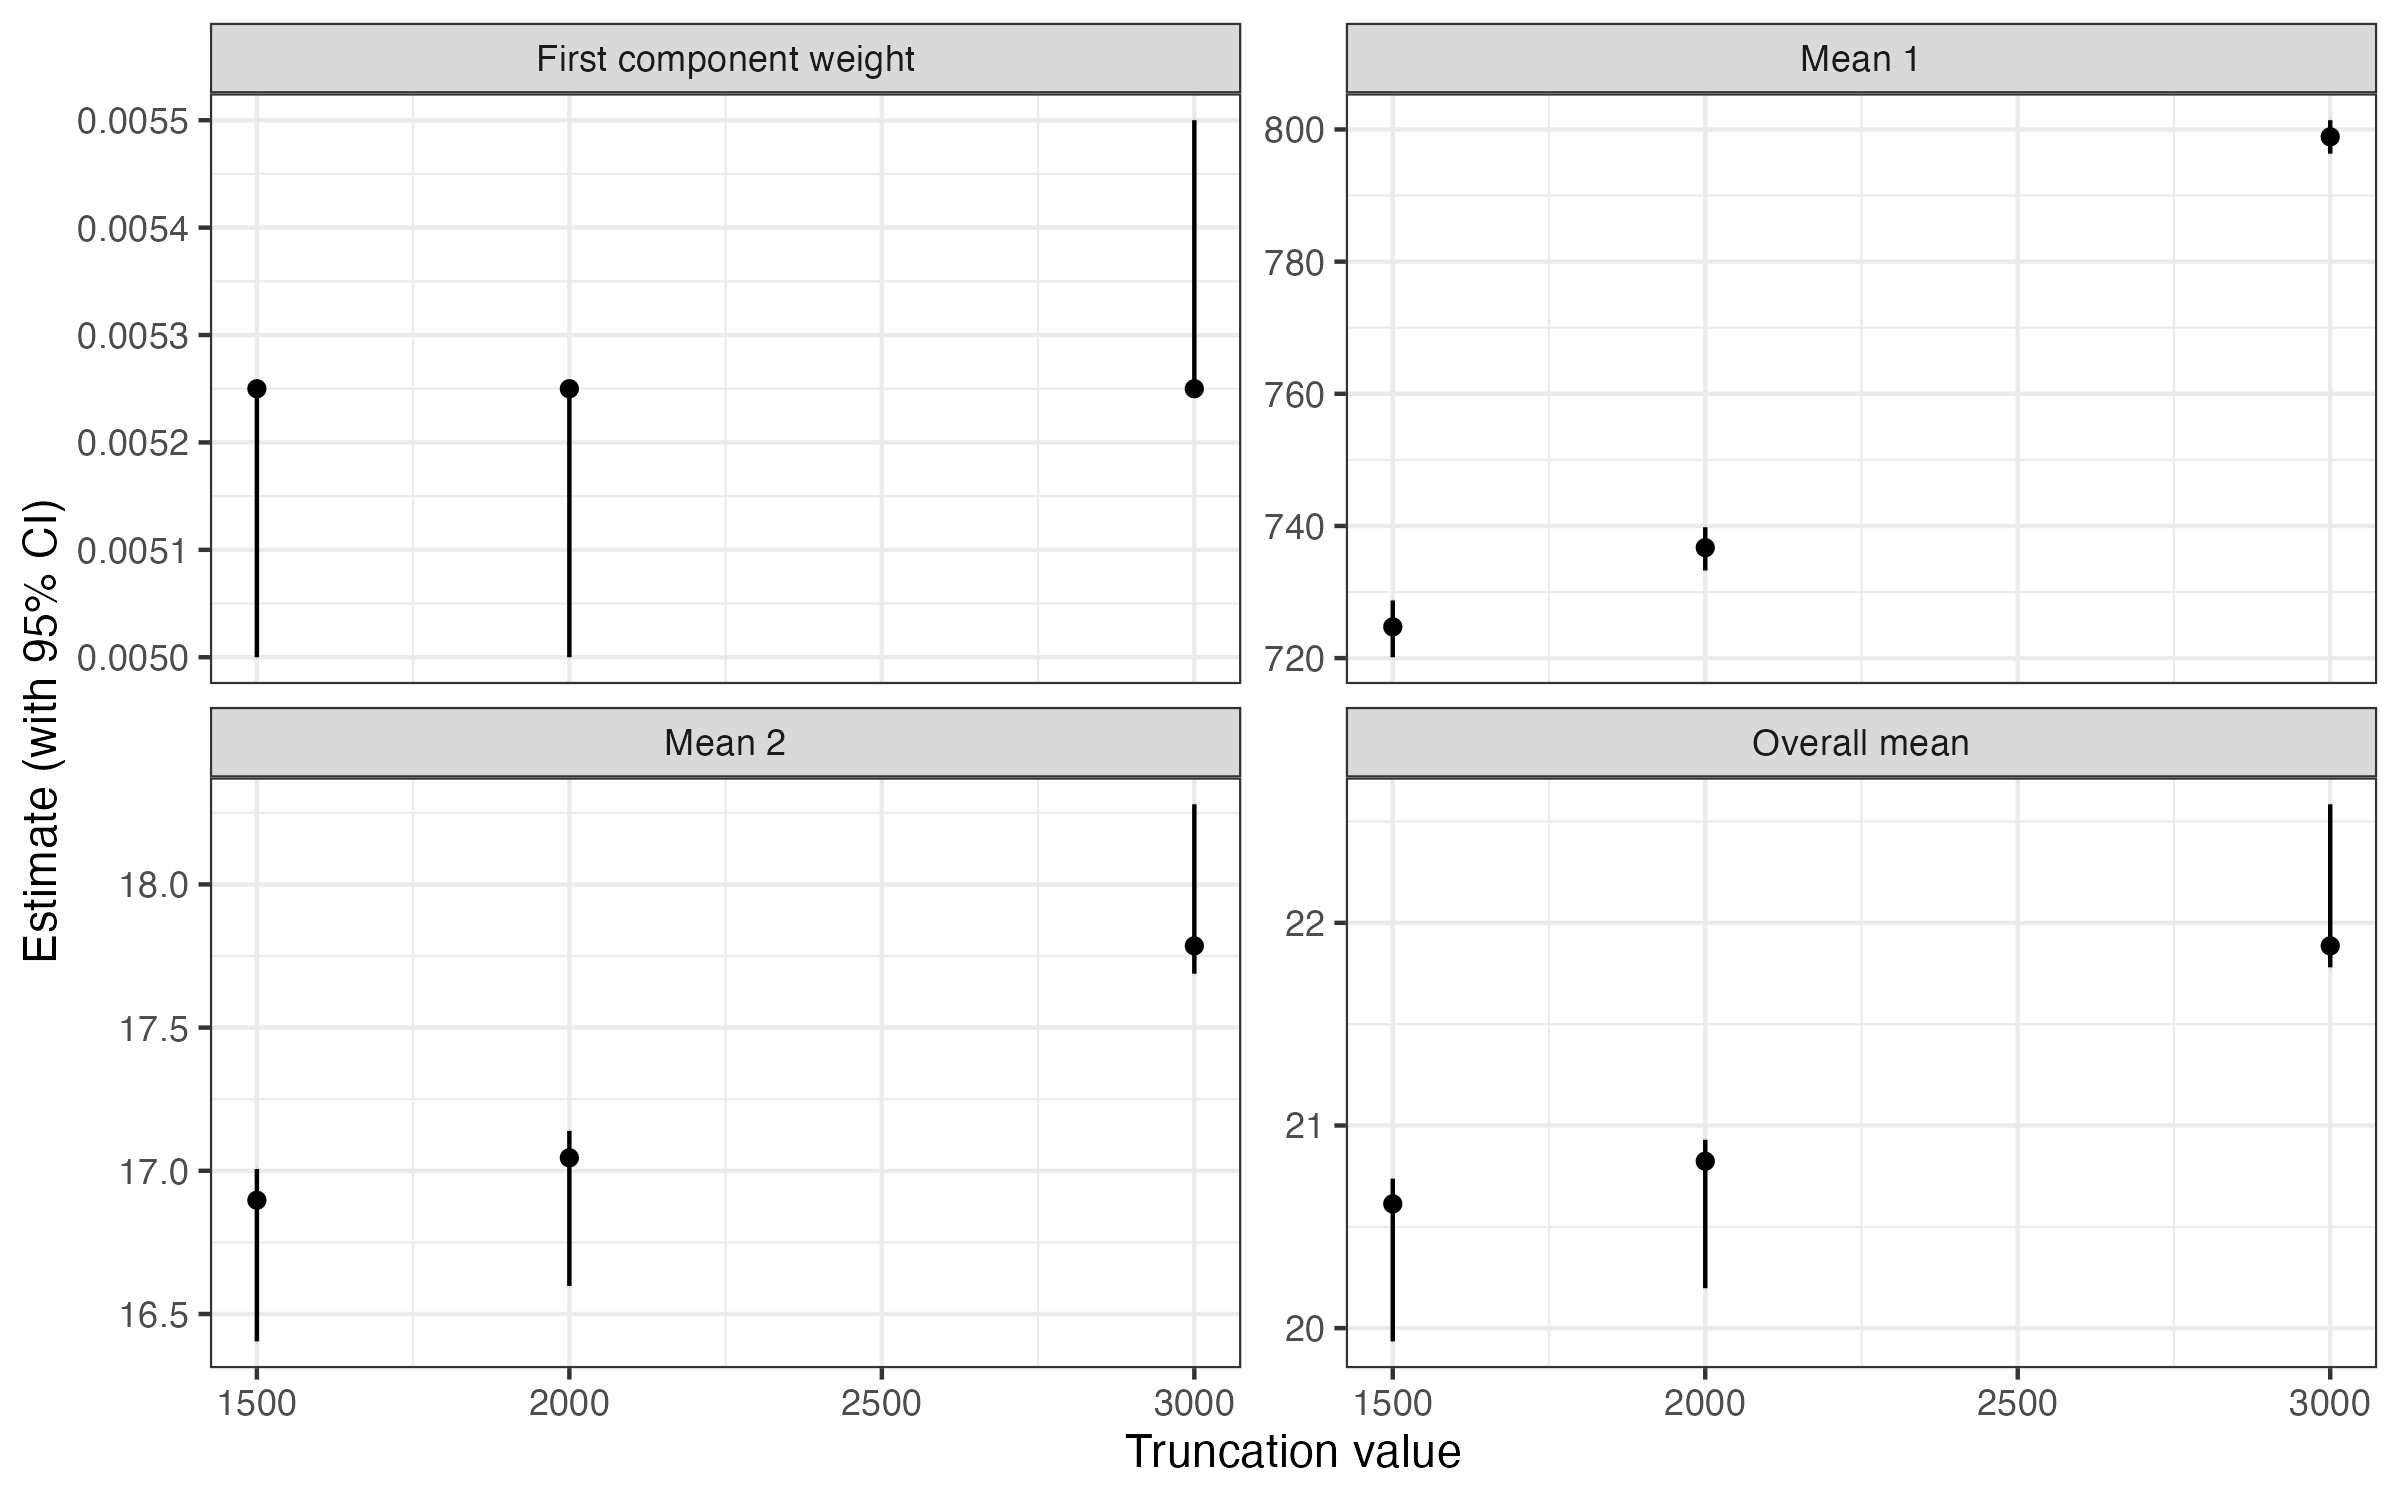 First component weight
Mean 1
0.0055
0.0054
0.0053
0.0052
0.0051
0.0050
800
780
760
740
720
Mean 2
Overall mean
18.0
17.5
17.0
16.5
22
21
20
1500 2000 2500 3000
1500 2000 2500 3000
Truncation value
Estimate (with 95% CI)